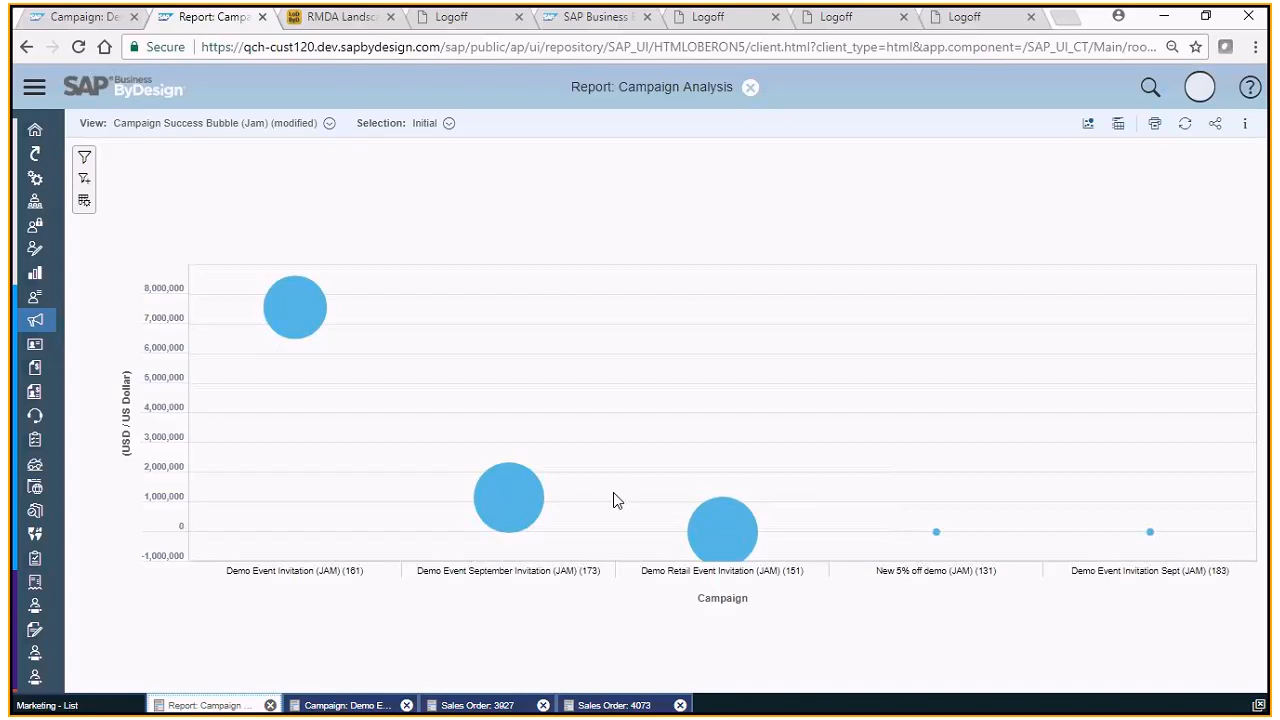 Campaign: De
Report: Campa
RMDA Landsca
Logoff
SAP Business E
Logoff
Logoff
Logoff
Secure
https://qch-cust120.dev.sapbydesign.com/sap/public/ap/ui/repository/SAP_UI/HTMLOBERON5/client.html?client_type=html&app.component=/SAP_UI_CT/Main/roo...
SAP Business ByDesign
Report: Campaign Analysis
View: Campaign Success Bubble (Jam) (modified)
Selection: Initial
8,000,000
7,000,000
6,000,000
5,000,000
4,000,000
3,000,000
2,000,000
1,000,000
0
-1,000,000
(USD / US Dollar)
Demo Event Invitation (JAM) (161)
Demo Event September Invitation (JAM) (173)
Demo Retail Event Invitation (JAM) (151)
New 5% off demo (JAM) (131)
Demo Event Invitation Sept (JAM) (183)
Campaign
Marketing - List
Report: Campaign ...
Campaign: Demo E...
Sales Order: 3927
Sales Order: 4073